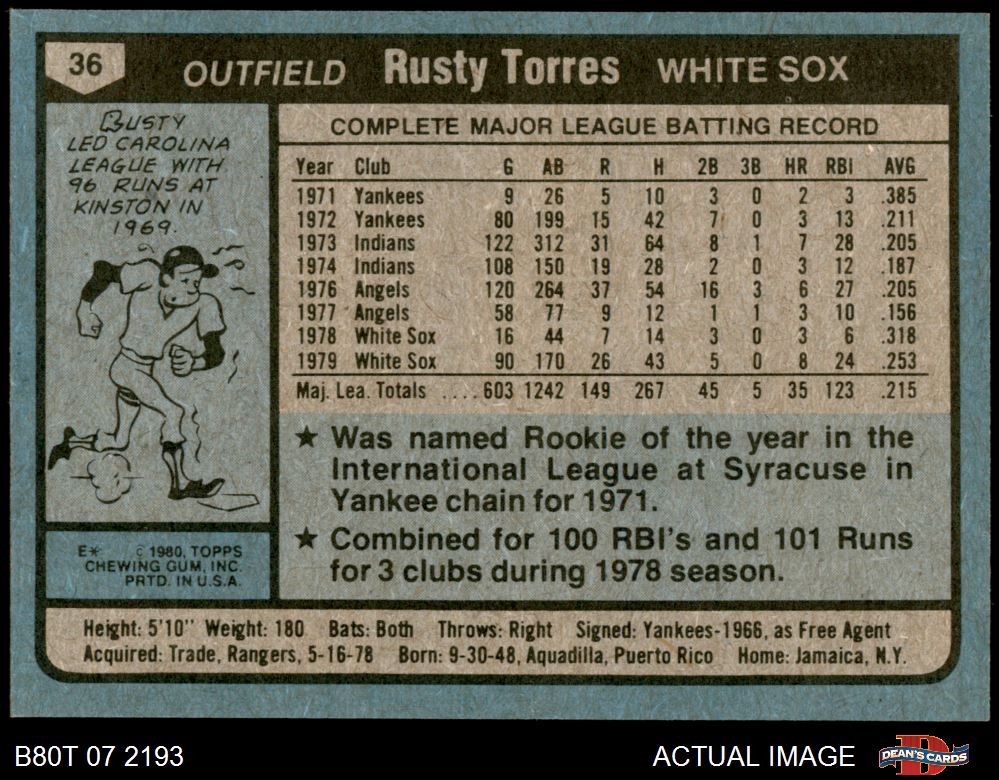 36 OUTFIELD Rusty Torres WHITE SOX
RUSTY
LED CAROLINA
LEAGUE WITH
96 RUNS AT
KINSTON IN
1969.
E* © 1980, TOPPS
CHEWING GUM, INC.
PRTD. IN U.S.A.
COMPLETE MAJOR LEAGUE BATTING RECORD
Year Club G AB R H 2B 3B HR RBI AVG
1971 Yankees 9 26 5 10 3 0 2 3 .385
1972 Yankees 80 199 15 42 7 0 3 13 .211
1973 Indians 122 312 31 64 8 1 7 28 .205
1974 Indians 108 150 19 28 2 0 3 12 .187
1976 Angels 120 264 37 54 16 3 6 27 .205
1977 Angels 58 77 9 12 1 1 3 10 .156
1978 White Sox 16 44 7 14 3 0 3 6 .318
1979 White Sox 90 170 26 43 5 0 8 24 .253
Maj. Lea. Totals ....603 1242 149 267 45 5 35 123 .215
★ Was named Rookie of the year in the
International League at Syracuse in
Yankee chain for 1971.
★ Combined for 100 RBI's and 101 Runs
for 3 clubs during 1978 season.
Height: 5'10" Weight: 180 Bats: Both Throws: Right Signed: Yankees-1966, as Free Agent
Acquired: Trade, Rangers, 5-16-78 Born: 9-30-48, Aquadilla, Puerto Rico Home: Jamaica, N.Y.
B80T 07 2193 ACTUAL IMAGE D DEAN'S CARDS